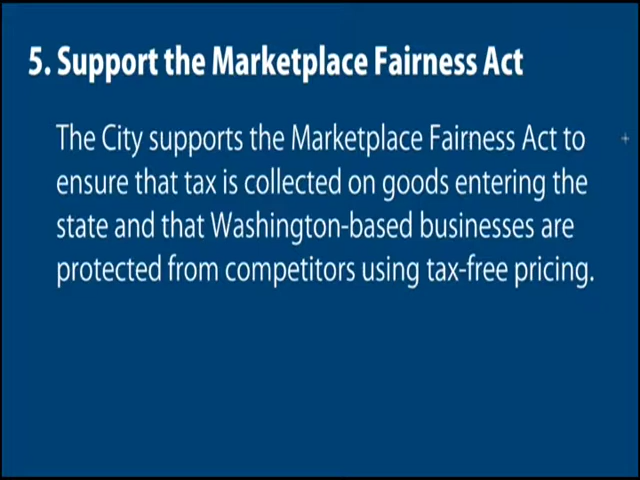 5. Support the Marketplace Fairness Act
The City supports the Marketplace Fairness Act to
ensure that tax is collected on goods entering the
state and that Washington-based businesses are
protected from competitors using tax-free pricing.